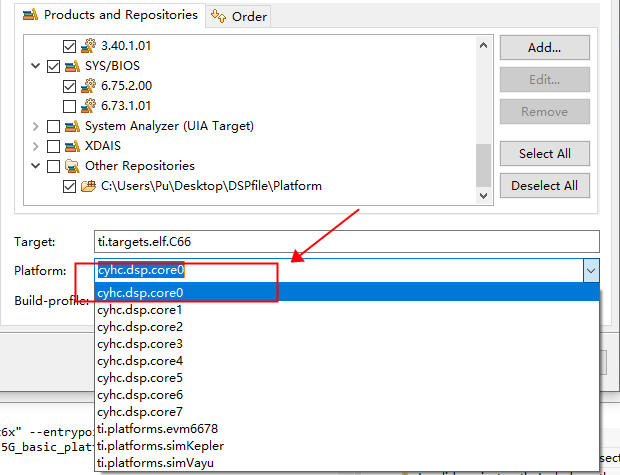 Products and Repositories Order
3.40.1.01
SYS/BIOS
6.75.2.00
6.73.1.01
System Analyzer (UIA Target)
XDAIS
Other Repositories
C:\Users\Pu\Desktop\DSPfile\Platform
Add...
Edit...
Remove
Select All
Deselect All
Target: ti.targets.elf.C66
Platform: cyhc.dsp.core0
Build-profile:
cyhc.dsp.core0
cyhc.dsp.core1
cyhc.dsp.core2
cyhc.dsp.core3
cyhc.dsp.core4
cyhc.dsp.core5
cyhc.dsp.core6
cyhc.dsp.core7
ti.platforms.evm6678
ti.platforms.simKepler
ti.platforms.simVayu
6x" --entrypoi
5G_basic_platf
sect